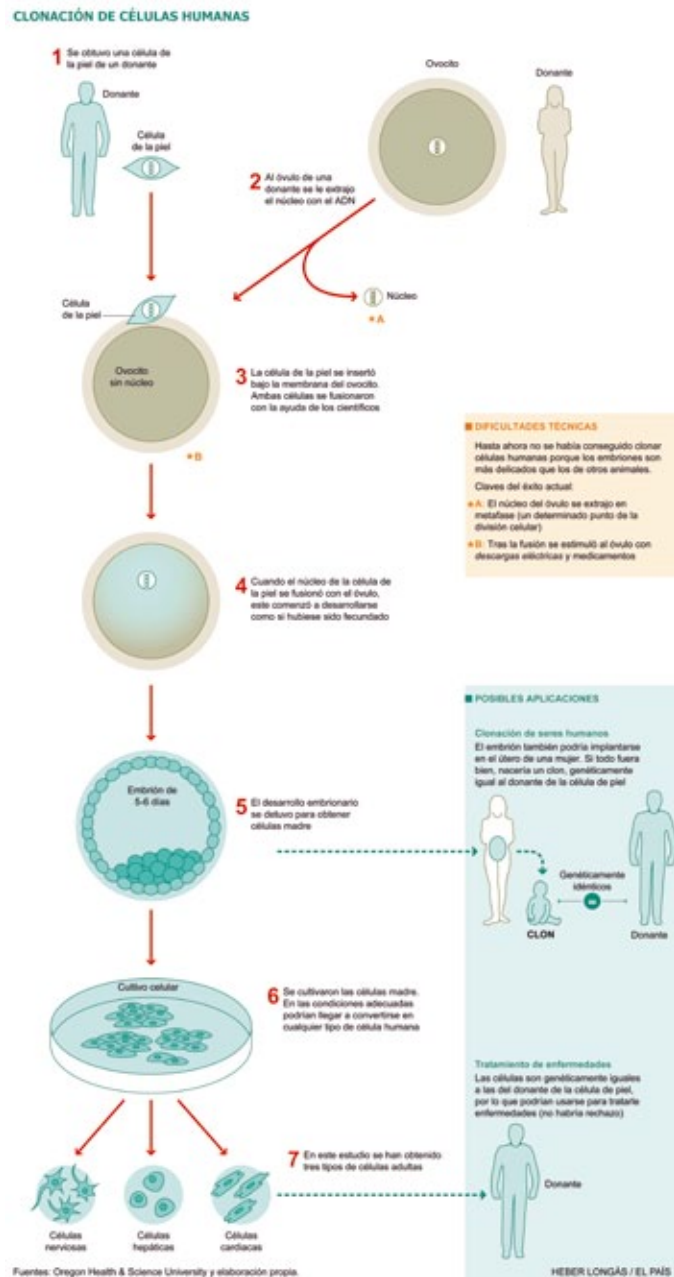 CLONACIÓN DE CÉLULAS HUMANAS
1 Se obtuvo una célula de
la piel de un donante
Donante
Célula
de la piel
Ovocito
Donante
2 Al óvulo de una
donante se le extrajo
el núcleo con el ADN
Núcleo
★A
Célula
de la piel
Ovocito
sin núcleo
3 La célula de la piel se insertó
bajo la membrana del ovocito.
Ambas células se fusionaron
con la ayuda de los científicos
★B
DIFICULTADES TÉCNICAS
Hasta ahora no se había conseguido clonar
células humanas porque los embriones son
más delicados que los de otros animales.
Claves del éxito actual:
★A: El núcleo del óvulo se extrajo en
metafase (un determinado punto de la
división celular)
★B: Tras la fusión se estimuló al óvulo con
descargas eléctricas y medicamentos
4 Cuando el núcleo de la célula de
la piel se fusionó con el óvulo,
este comenzó a desarrollarse
como si hubiese sido fecundado
Embrión de
5-6 días
5 El desarrollo embrionario
se detuvo para obtener
células madre
POSIBLES APLICACIONES
Clonación de seres humanos
El embrión también podría implantarse
en el útero de una mujer. Si todo fuera
bien, nacería un clon, genéticamente
igual al donante de la célula de piel
Genéticamente
idénticos
CLON
Donante
Cultivo celular
6 Se cultivaron las células madre.
En las condiciones adecuadas
podrían llegar a convertirse en
cualquier tipo de célula humana
Tratamiento de enfermedades
Las células son genéticamente iguales
a las del donante de la célula de piel,
por lo que podrían usarse para tratarle
enfermedades (no habría rechazo)
Donante
7 En este estudio se han obtenido
tres tipos de células adultas
Células
nerviosas
Células
hepáticas
Células
cardiacas
Fuentes: Oregon Health & Science University y elaboración propia.
HEBER LONGÁS / EL PAÍS